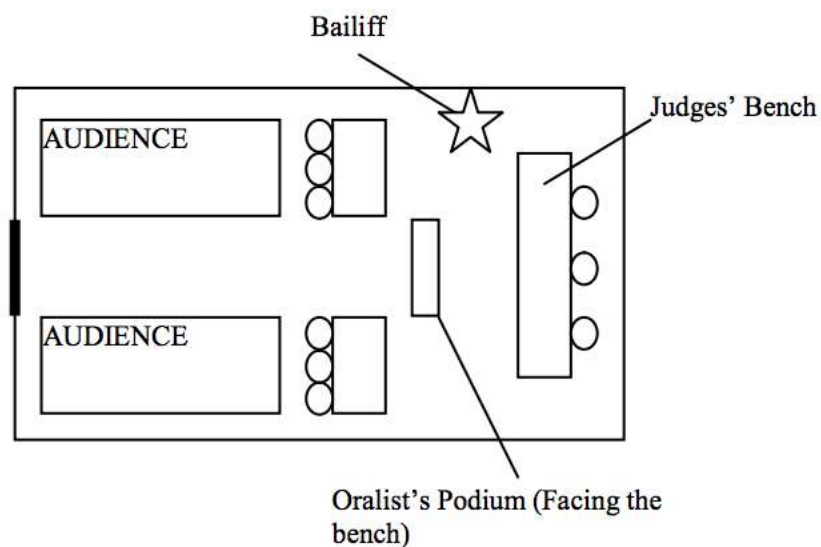 Bailiff
Judges’ Bench
AUDIENCE
AUDIENCE
Oralist’s Podium (Facing the
bench)